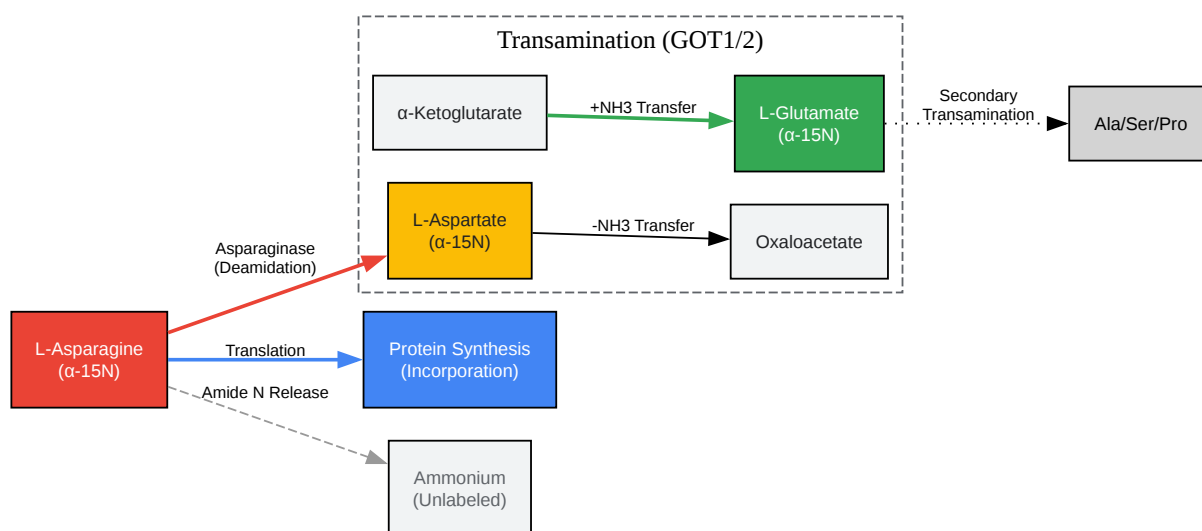 Transamination (GOT1/2)
α-Ketoglutarate
+NH3 Transfer
L-Glutamate
(α-15N)
Secondary
Transamination
Ala/Ser/Pro
L-Aspartate
(α-15N)
-NH3 Transfer
Oxaloacetate
Asparaginase
(Deamidation)
L-Asparagine
(α-15N)
Translation
Protein Synthesis
(Incorporation)
Amide N Release
Ammonium
(Unlabeled)